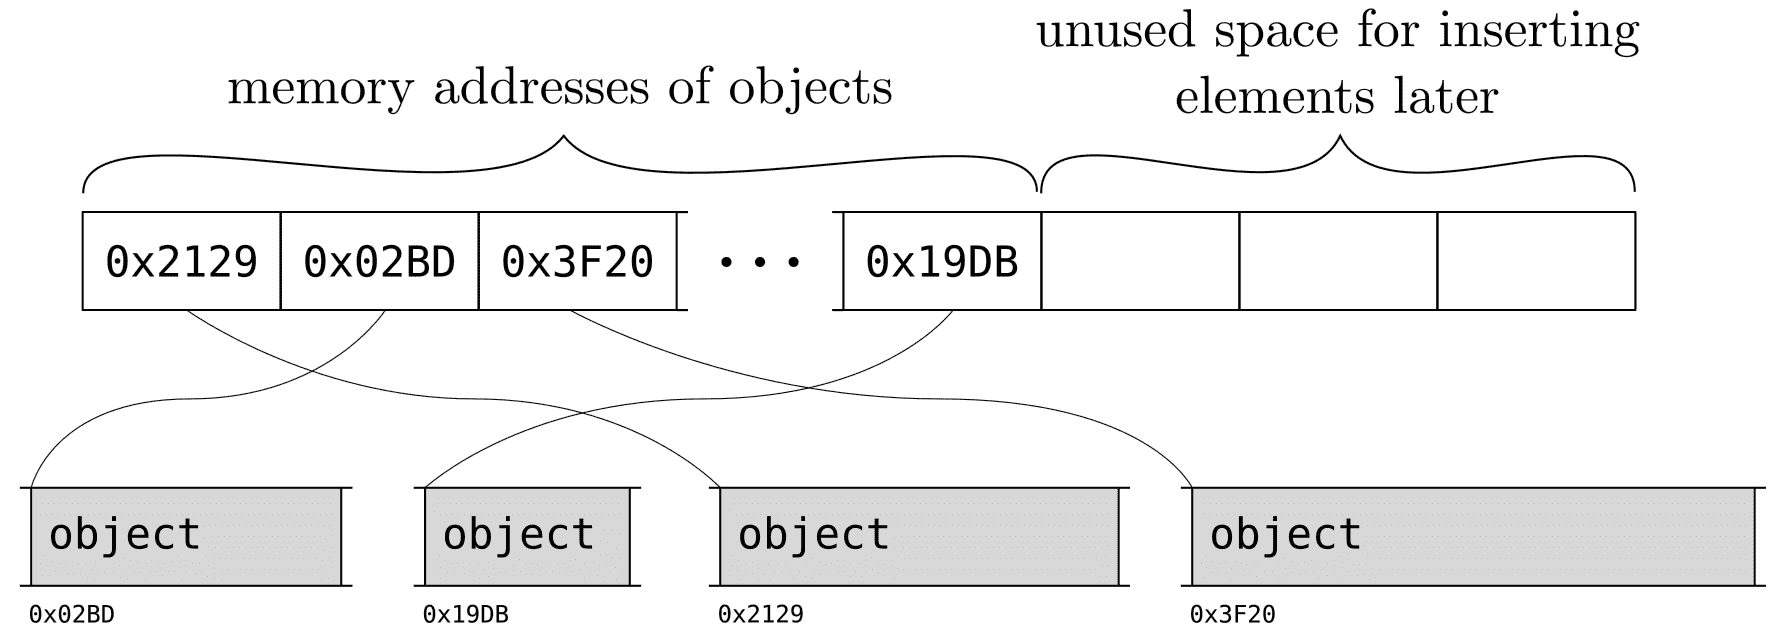 unused space for inserting
memory addresses of objects
elements later
0x2129 0x02BD 0x3F20 ... 0x19DB
object object object object
0x02BD 0x19DB 0x2129 0x3F20